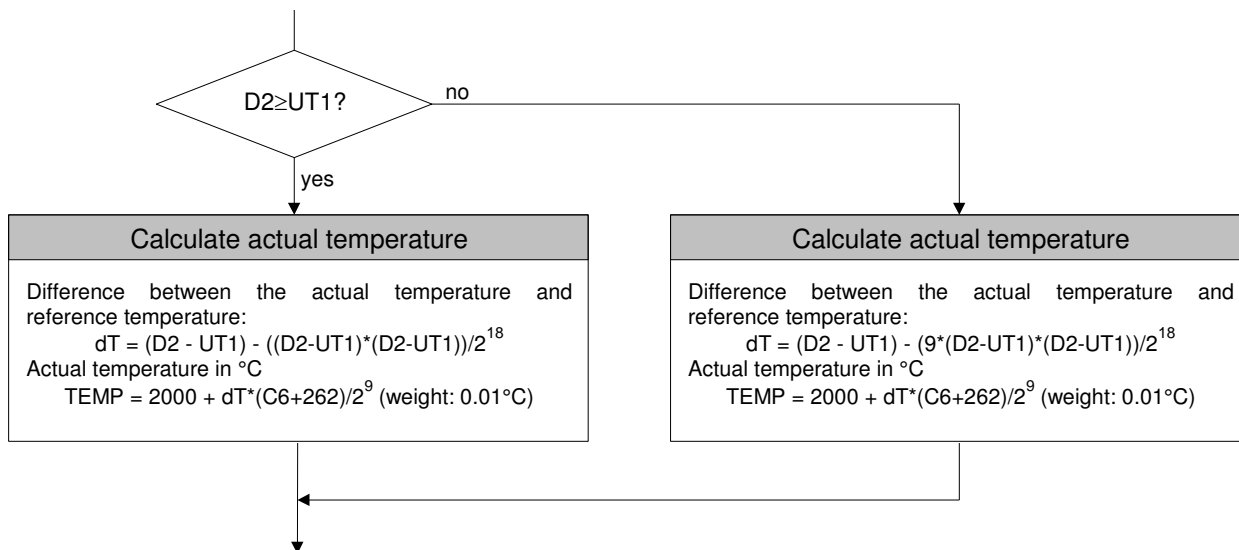 D2≥UT1?
no
yes
Calculate actual temperature
Difference between the actual temperature and
reference temperature:
dT = (D2 - UT1) - ((D2-UT1)*(D2-UT1))/2^18
Actual temperature in °C
TEMP = 2000 + dT*(C6+262)/2^9 (weight: 0.01°C)
Calculate actual temperature
Difference between the actual temperature and
reference temperature:
dT = (D2 - UT1) - (9*(D2-UT1)*(D2-UT1))/2^18
Actual temperature in °C
TEMP = 2000 + dT*(C6+262)/2^9 (weight: 0.01°C)